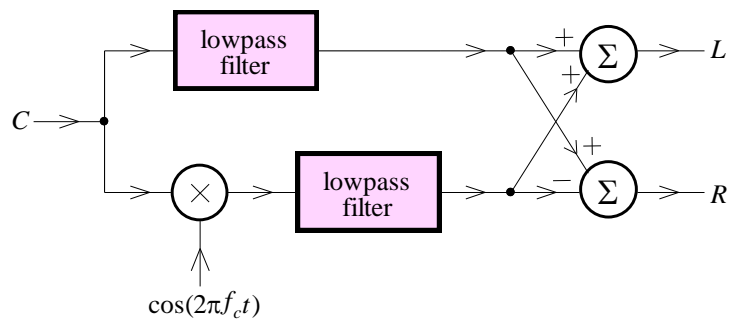 lowpass
filter
+
Σ
L
+
C
+
lowpass
filter
×
−
Σ
R
cos(2πf_ct)